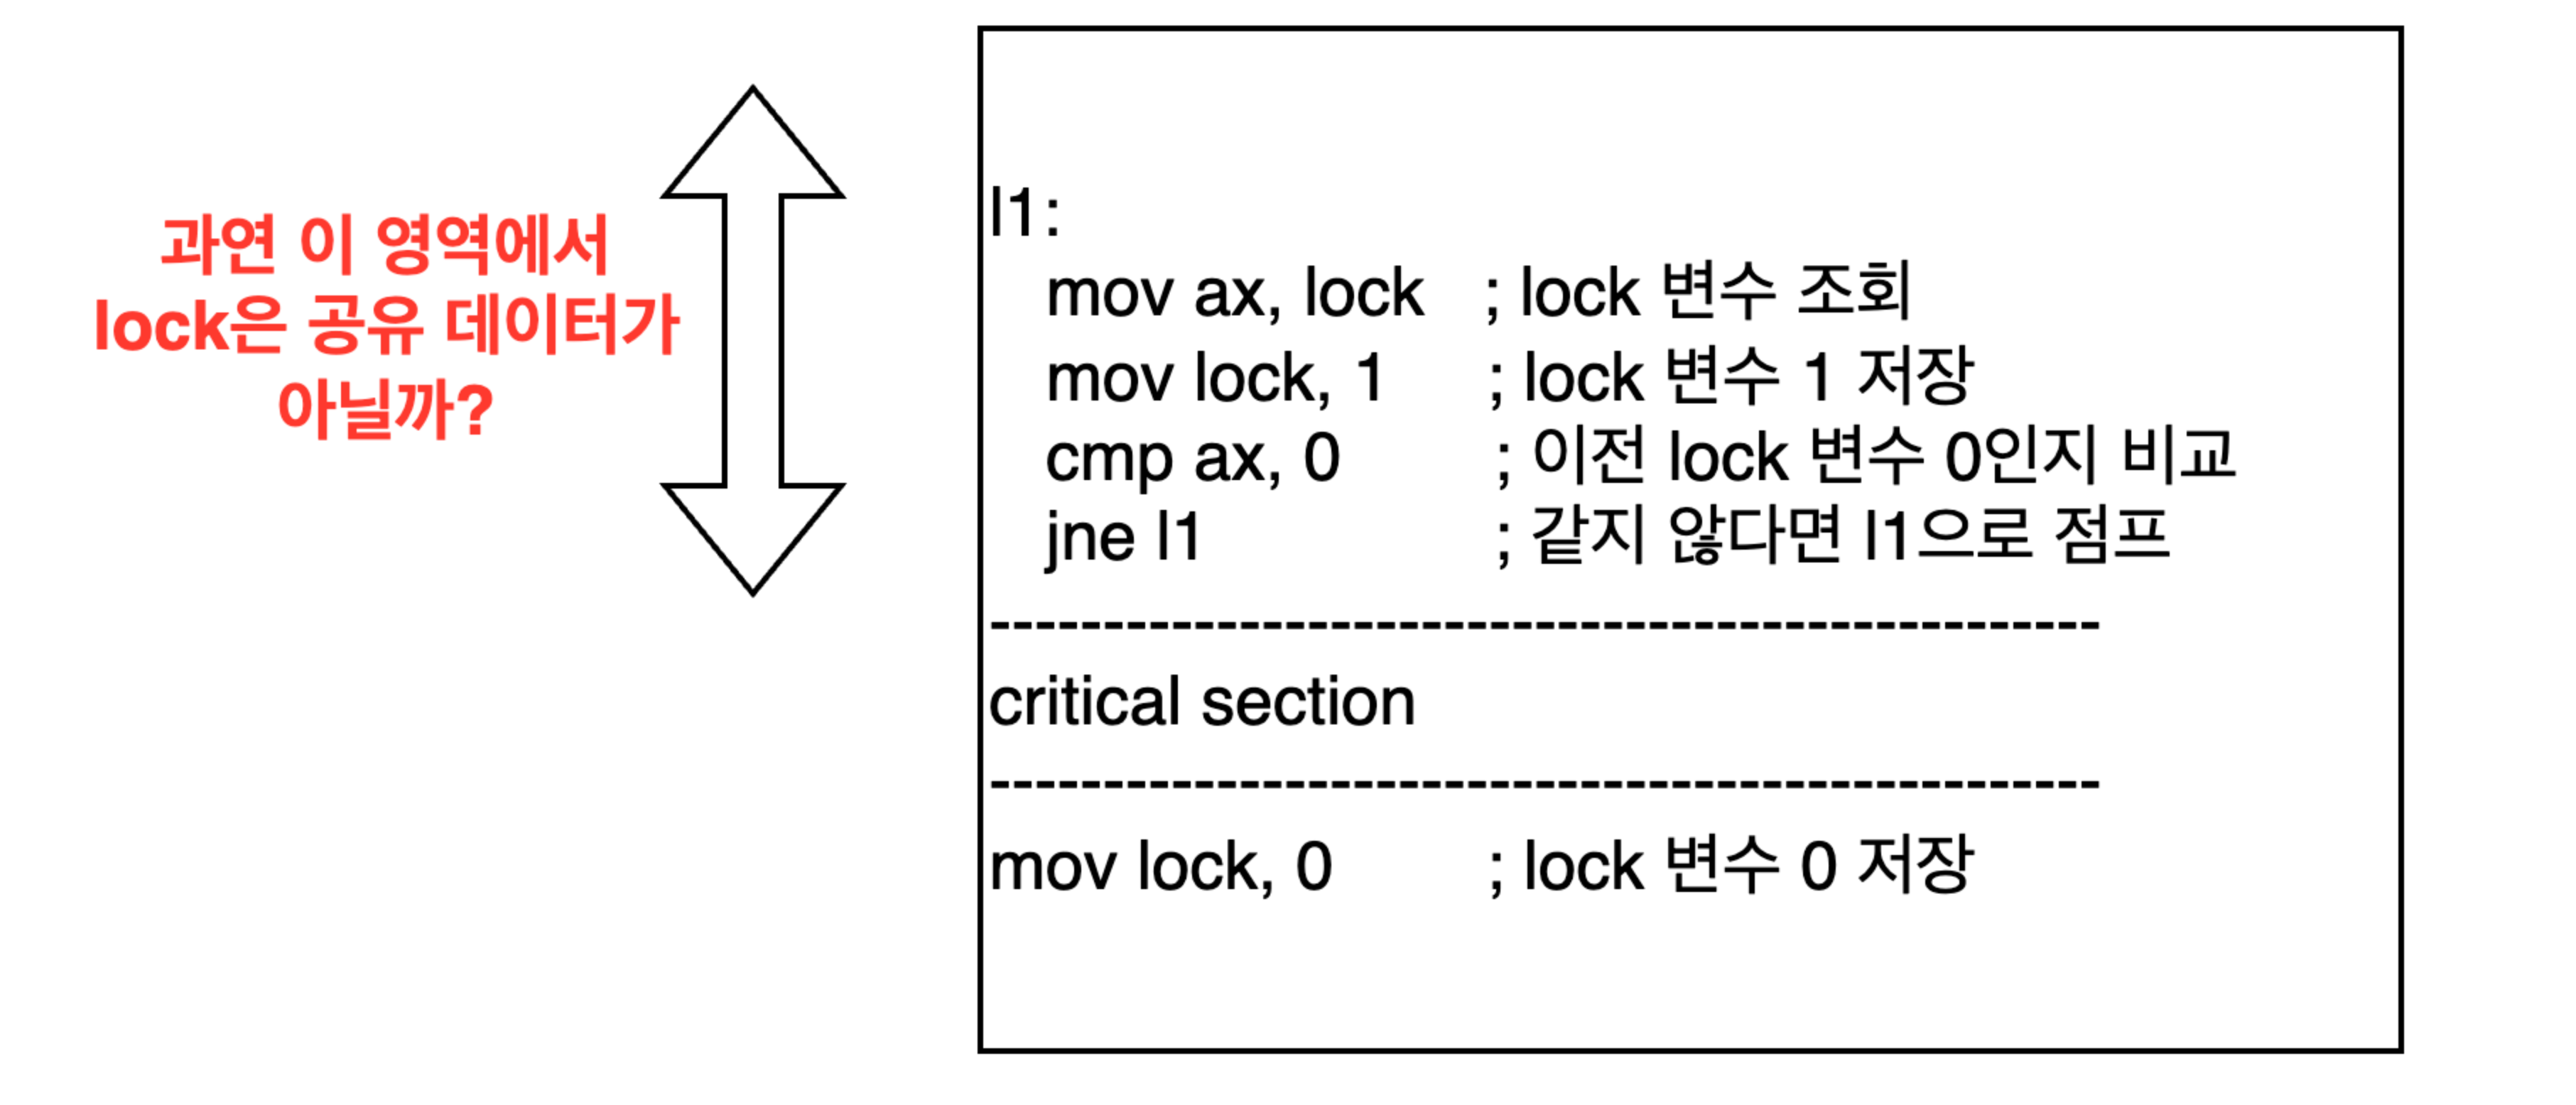 과연 이 영역에서
lock은 공유 데이터가
아닐까?
l1:
mov ax, lock ; lock 변수 조회
mov lock, 1 ; lock 변수 1 저장
cmp ax, 0 ; 이전 lock 변수 0인지 비교
jne l1 ; 같지 않다면 l1으로 점프
-------------------------------------------------
critical section
-------------------------------------------------
mov lock, 0 ; lock 변수 0 저장